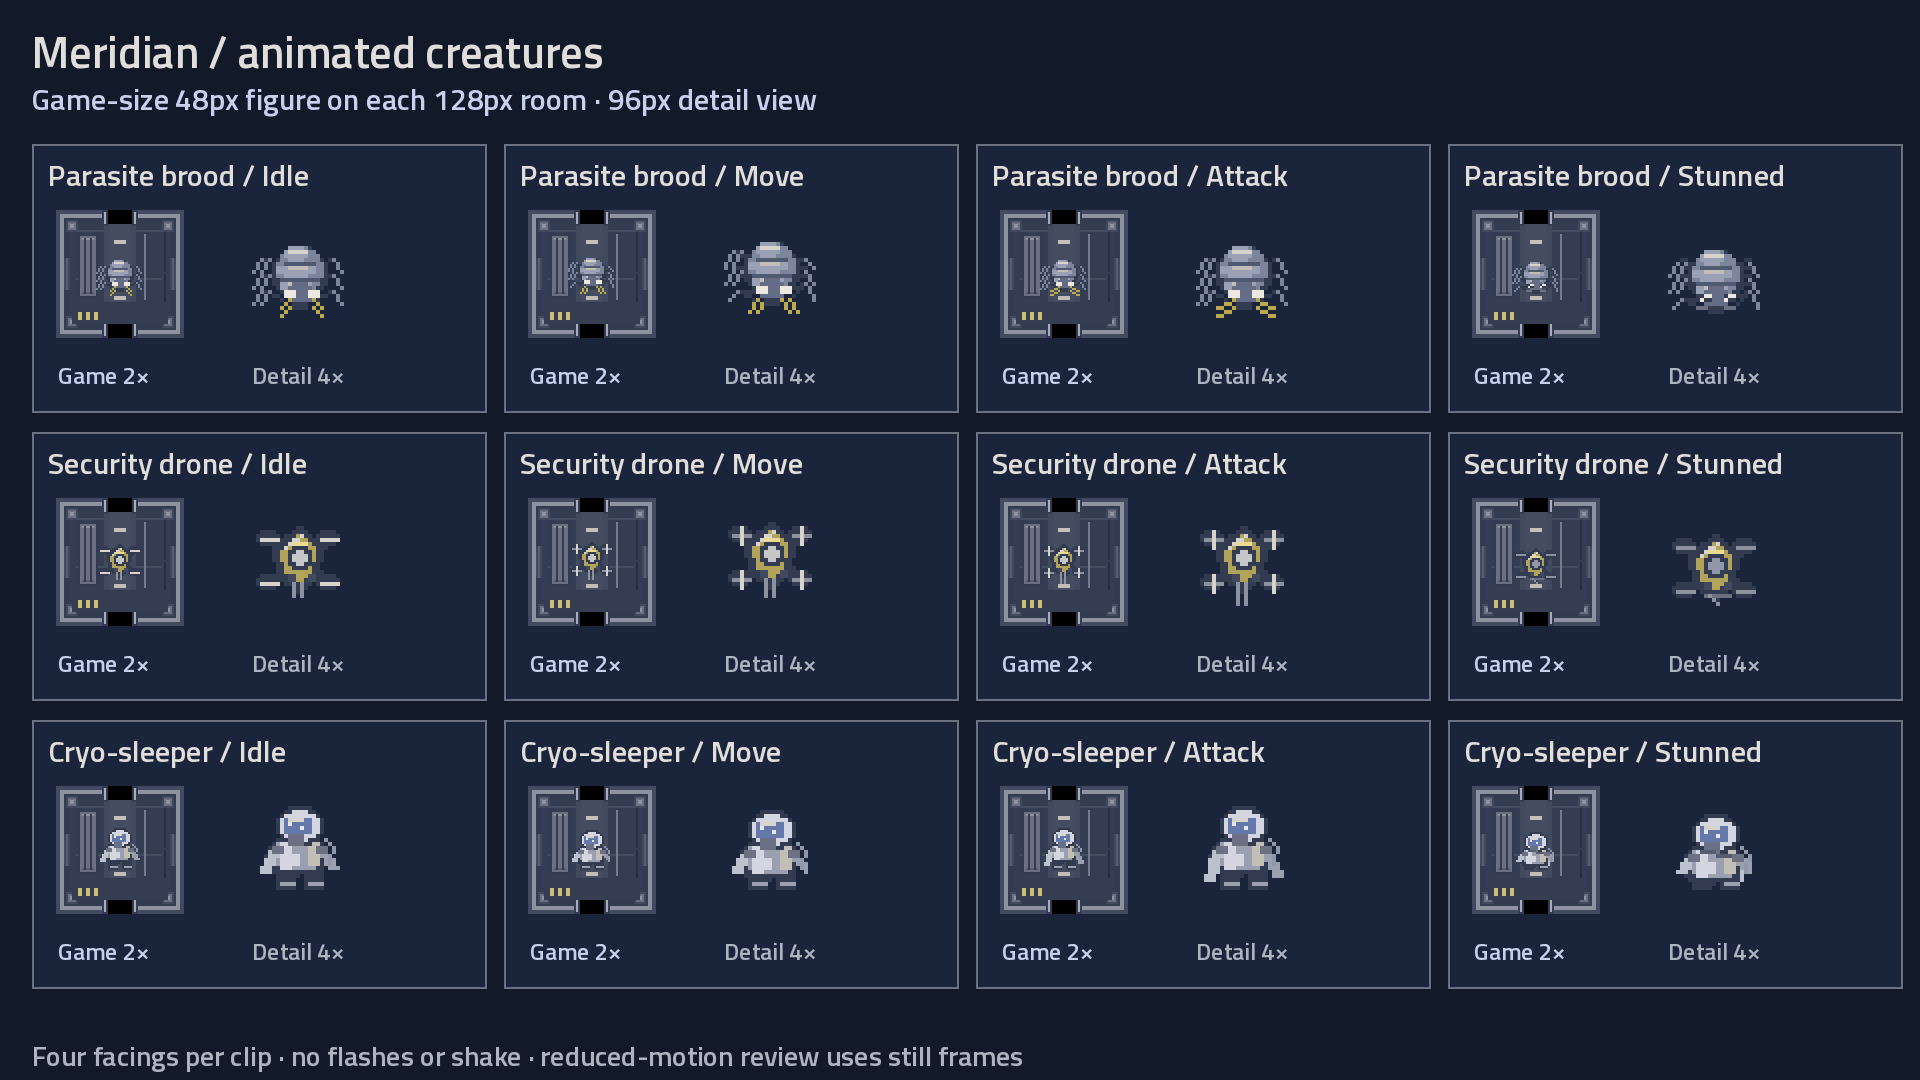 Meridian / animated creatures
Game-size 48px figure on each 128px room · 96px detail view
Parasite brood / Idle
Game 2×
Detail 4×
Parasite brood / Move
Game 2×
Detail 4×
Parasite brood / Attack
Game 2×
Detail 4×
Parasite brood / Stunned
Game 2×
Detail 4×
Security drone / Idle
Game 2×
Detail 4×
Security drone / Move
Game 2×
Detail 4×
Security drone / Attack
Game 2×
Detail 4×
Security drone / Stunned
Game 2×
Detail 4×
Cryo-sleeper / Idle
Game 2×
Detail 4×
Cryo-sleeper / Move
Game 2×
Detail 4×
Cryo-sleeper / Attack
Game 2×
Detail 4×
Cryo-sleeper / Stunned
Game 2×
Detail 4×
Four facings per clip · no flashes or shake · reduced-motion review uses still frames